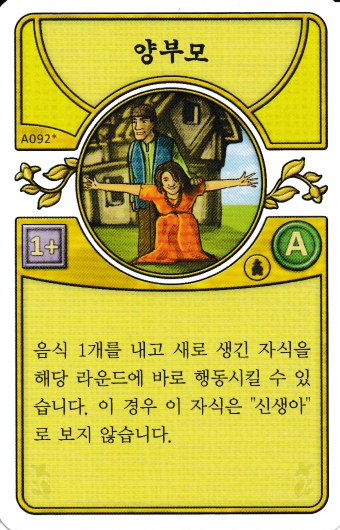 양부모
A092*
1+
A
음식 1개를 내고 새로 생긴 자식을
해당 라운드에 바로 행동시킬 수 있
습니다. 이 경우 이 자식은 "신생아"
로 보지 않습니다.